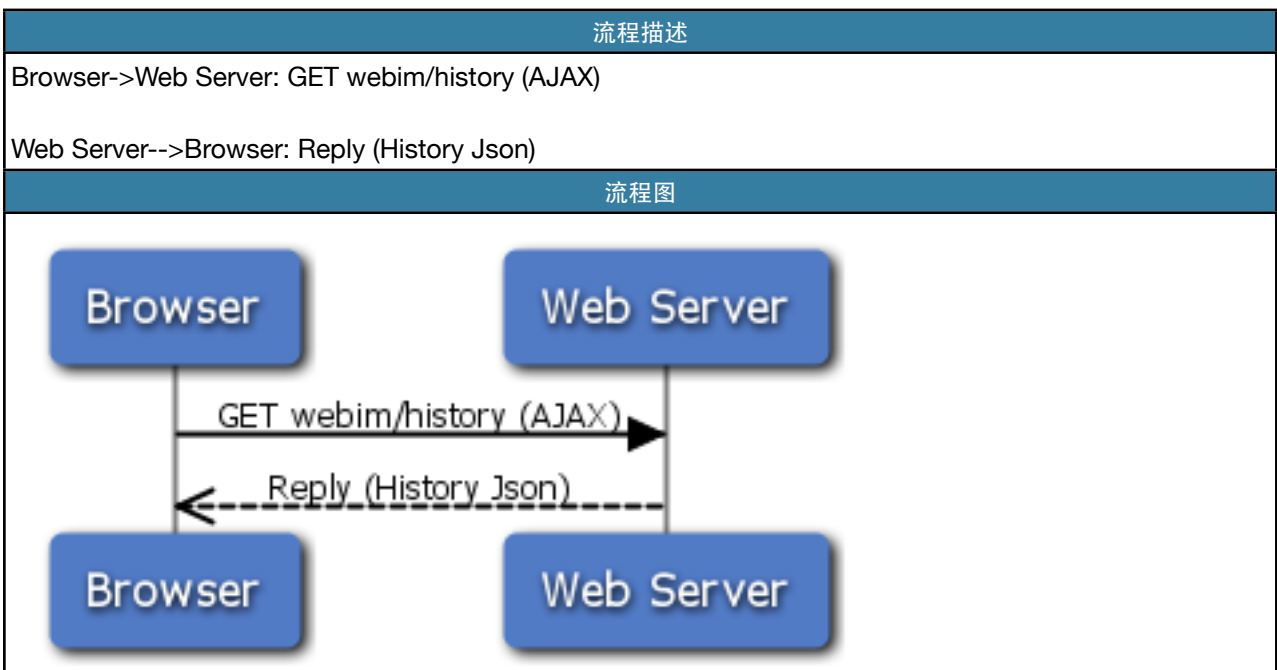 流程描述
Browser->Web Server: GET webim/history (AJAX)
Web Server-->Browser: Reply (History Json)
流程图
Browser
Web Server
GET webim/history (AJAX)
Reply (History Json)
Browser
Web Server